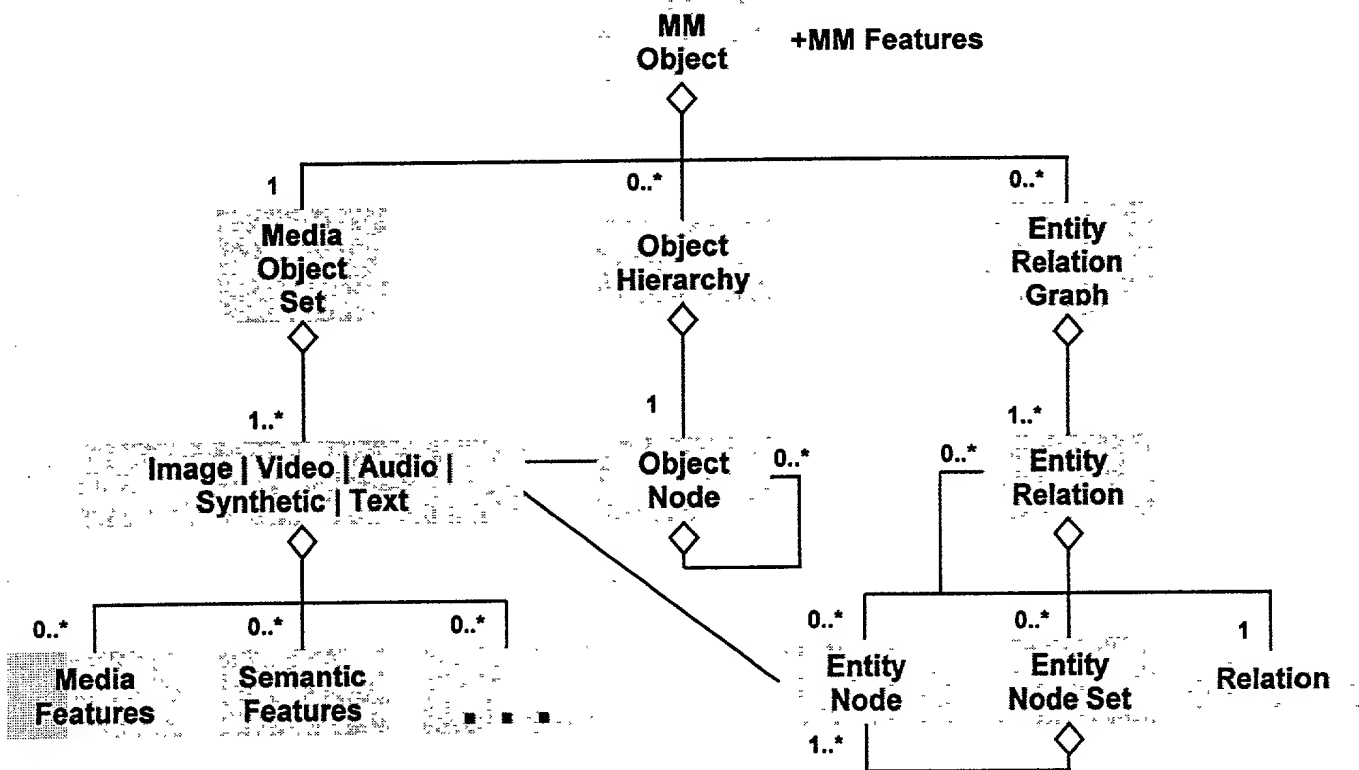 MM
Object
+MM Features
1
0..*
0..*
Media
Object
Set
Object
Hierarchy
Entity
Relation
Graph
1..*
1
1..*
Image | Video | Audio |
Synthetic | Text
Object
Node
0..*
0..*
Entity
Relation
0..*
0..*
0..*
0..*
0..*
1
Media
Features
Semantic
Features
...
Entity
Node
Entity
Node Set
Relation
1..*